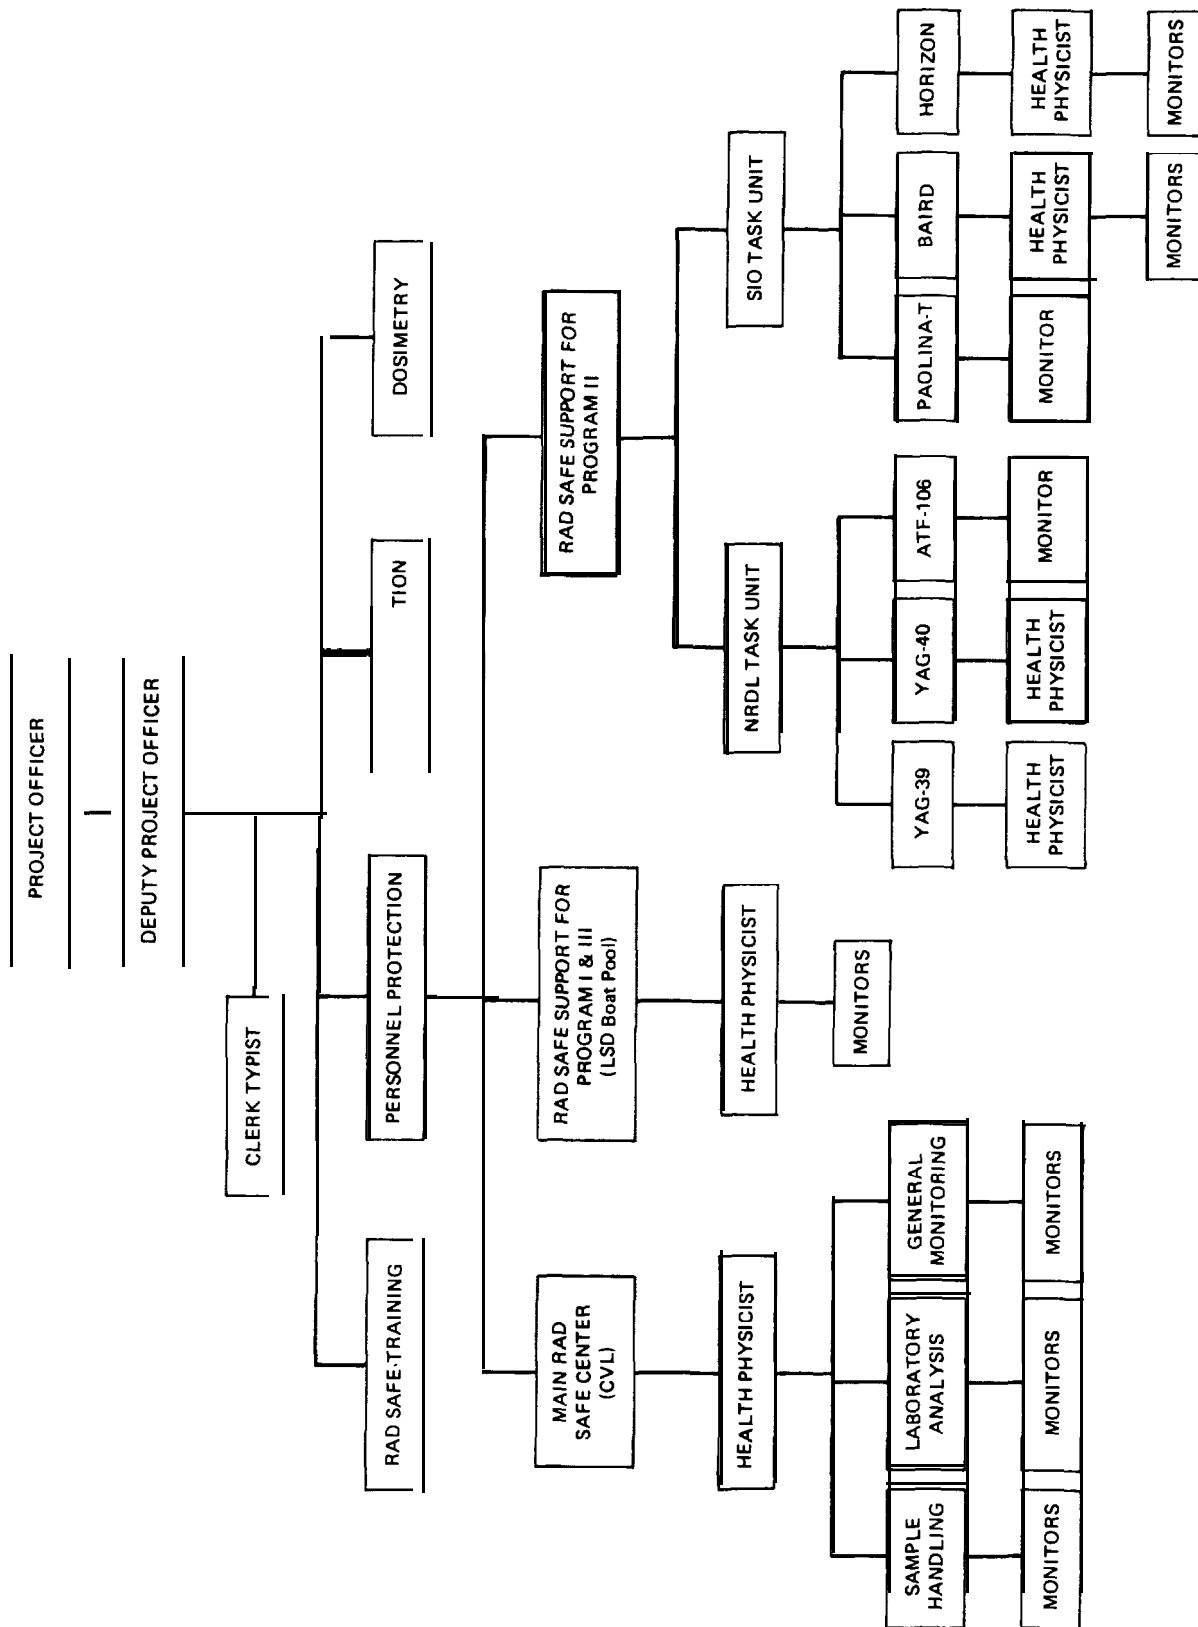 PROJECT OFFICER
DEPUTY PROJECT OFFICER
CLERK TYPIST
RAD SAFE-TRAINING
PERSONNEL PROTECTION
TION
DOSIMETRY
MAIN RAD
SAFE CENTER
(CVL)
RAD SAFE SUPPORT FOR
PROGRAM I & III
(LSD Boat Pool)
RAD SAFE SUPPORT FOR
PROGRAM II
HEALTH PHYSICIST
HEALTH PHYSICIST
NRDL TASK UNIT
SIO TASK UNIT
MONITORS
SAMPLE
HANDLING
LABORATORY
ANALYSIS
GENERAL
MONITORING
YAG-39
YAG-40
ATF-106
PAOLINA-T
BAIRD
HORIZON
MONITORS
MONITORS
MONITORS
HEALTH
PHYSICIST
HEALTH
PHYSICIST
MONITOR
MONITOR
HEALTH
PHYSICIST
HEALTH
PHYSICIST
MONITORS
MONITORS